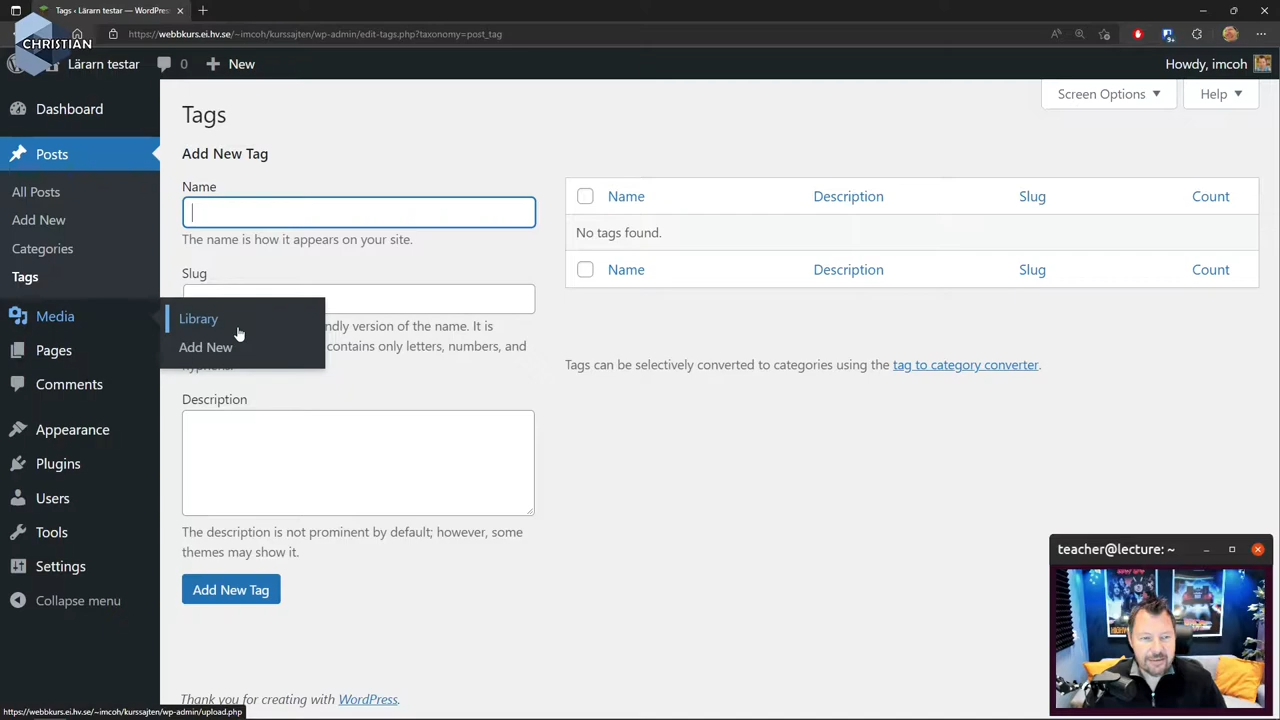 Tags ‹ Lärarn testar
https://webbkurs.ei.hv.se/~imcoh/kurssajten/wp-admin/edit-tags.php?taxonomy=post_tag
CHRISTIAN
Lärarn testar
0
New
Howdy, imcoh
Dashboard
Posts
All Posts
Add New
Categories
Tags
Media
Library
Add New
Pages
Comments
Appearance
Plugins
Users
Tools
Settings
Collapse menu
Screen Options
Help
Tags
Add New Tag
Name
The name is how it appears on your site.
Slug
ndly version of the name. It is
contains only letters, numbers, and
Description
The description is not prominent by default; however, some
themes may show it.
Add New Tag
Name Description Slug Count
No tags found.
Name Description Slug Count
Tags can be selectively converted to categories using the tag to category converter.
Thank you for creating with WordPress.
teacher@lecture: ~
https://webbkurs.ei.hv.se/~imcoh/kurssajten/wp-admin/upload.php